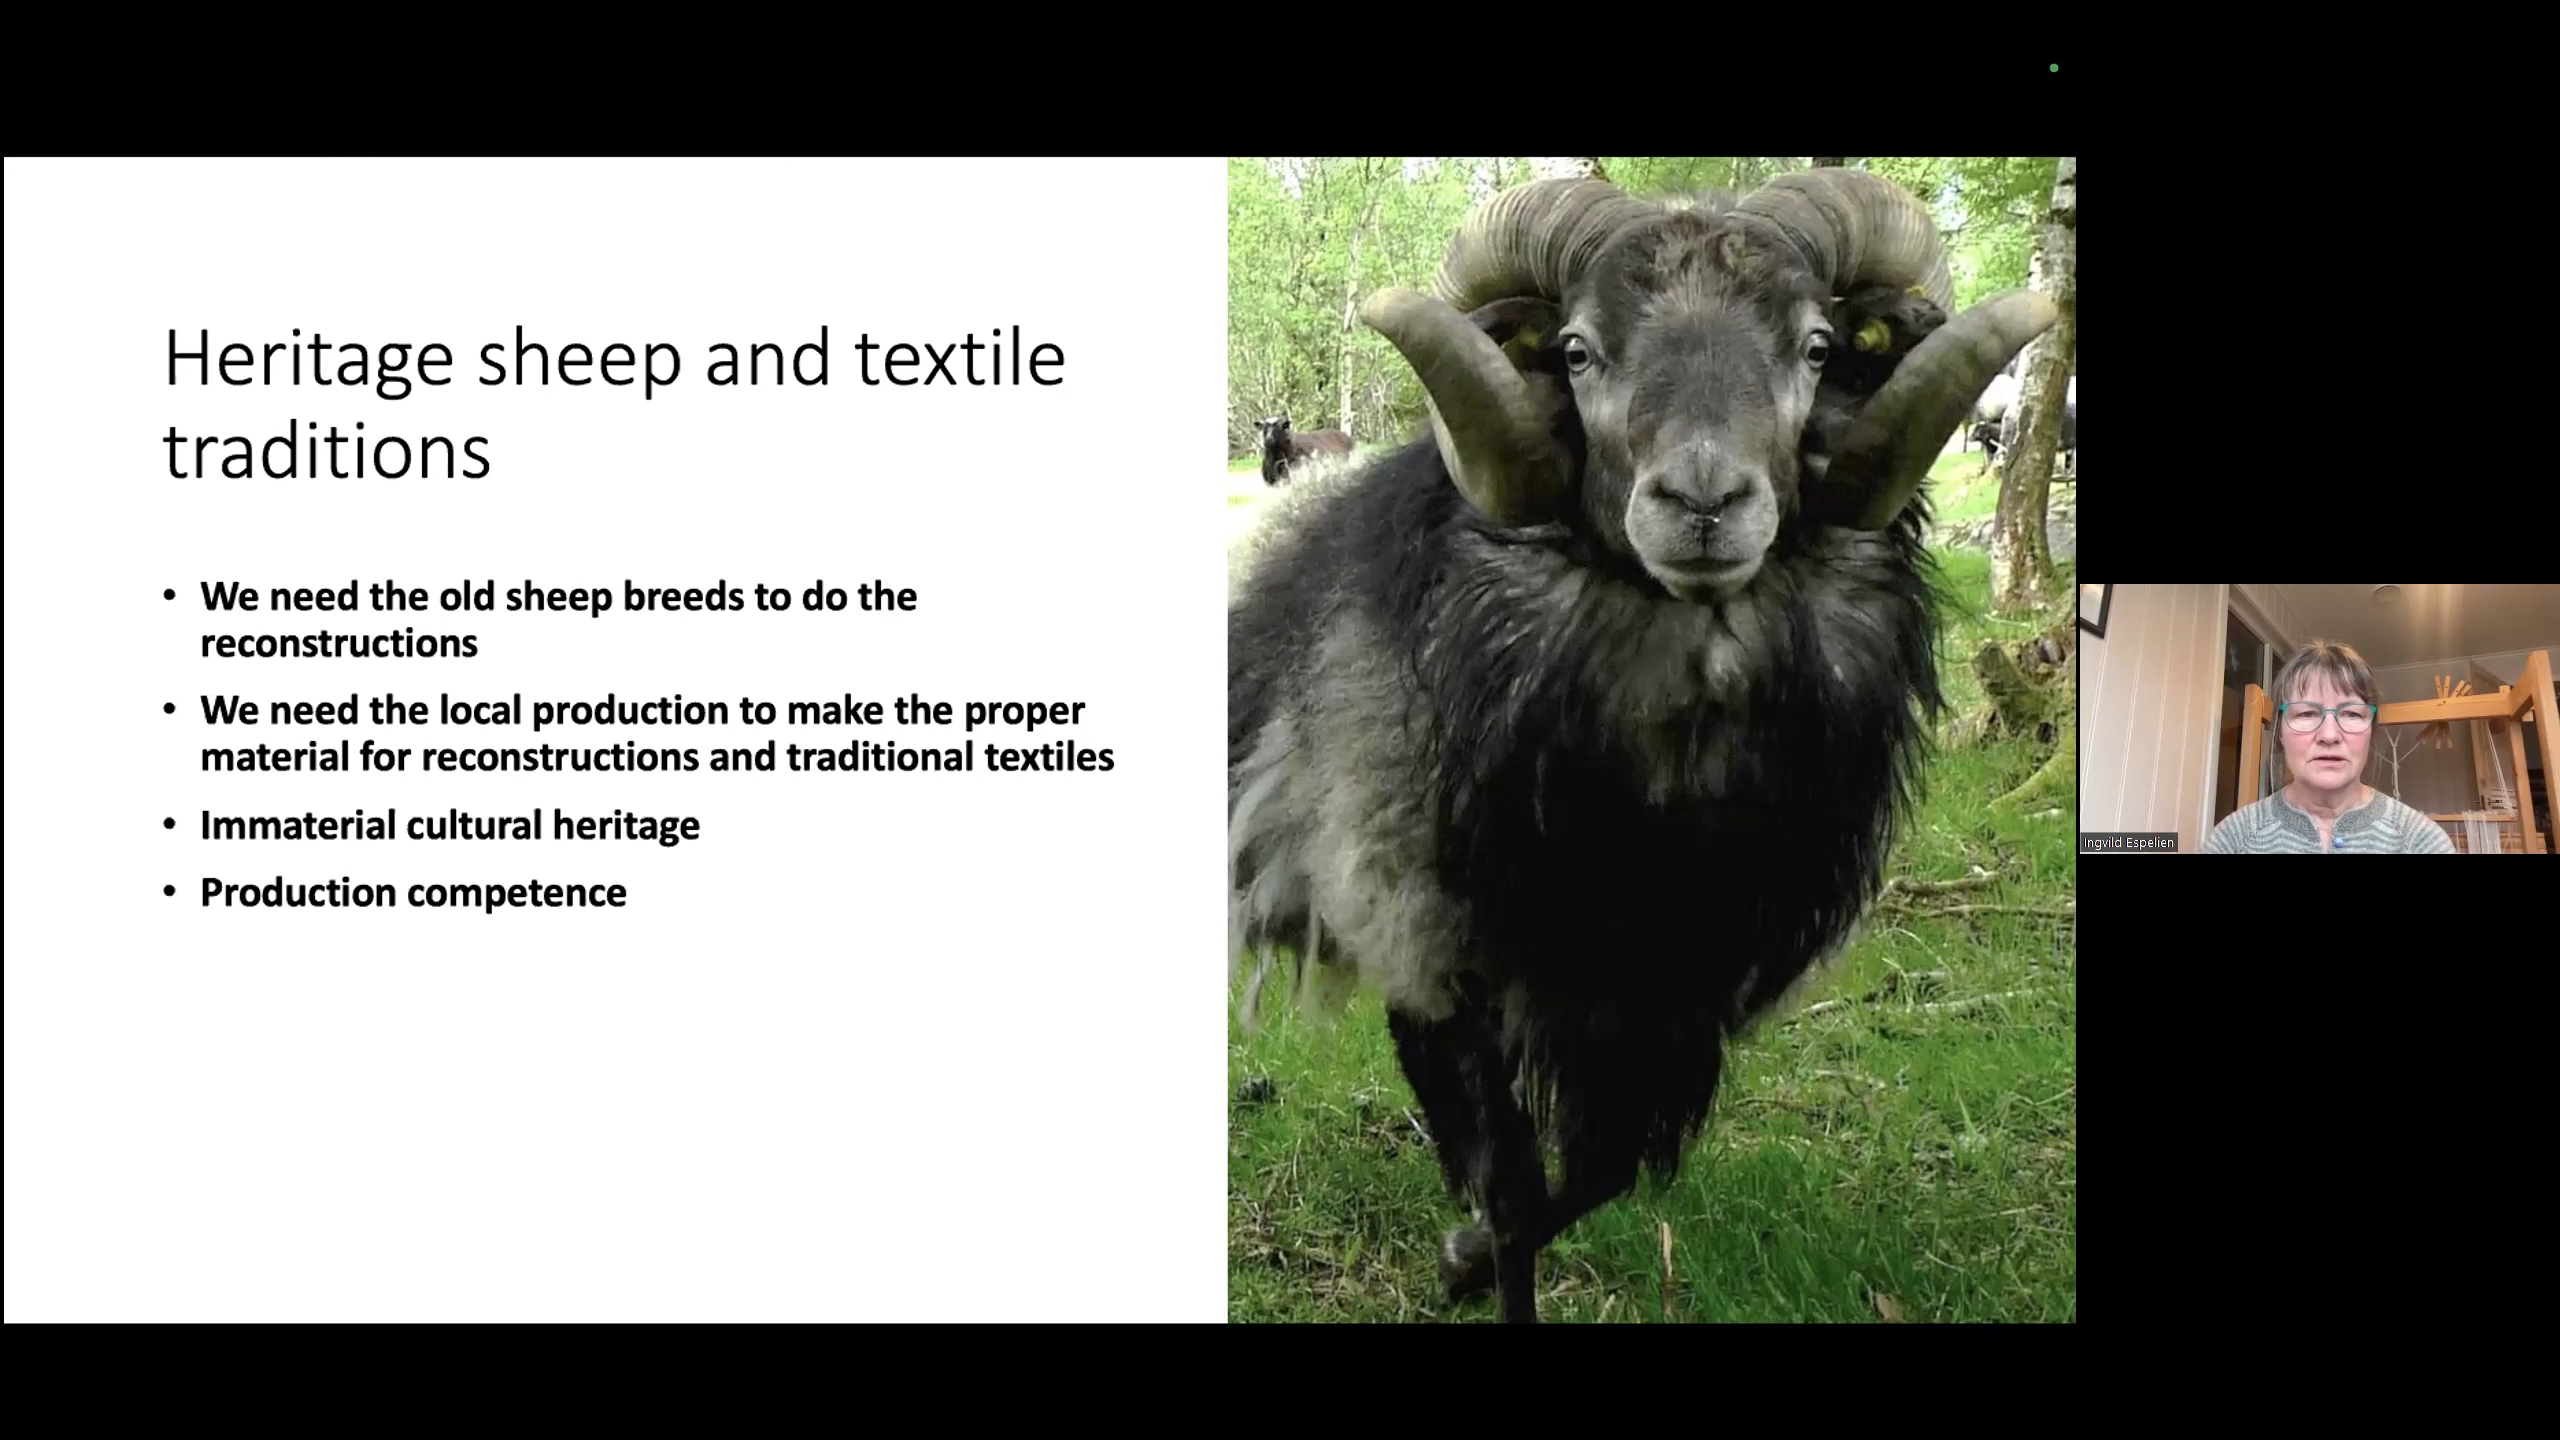 Heritage sheep and textile
traditions
• We need the old sheep breeds to do the
reconstructions
• We need the local production to make the proper
material for reconstructions and traditional textiles
• Immaterial cultural heritage
• Production competence
Ingvild Espelien